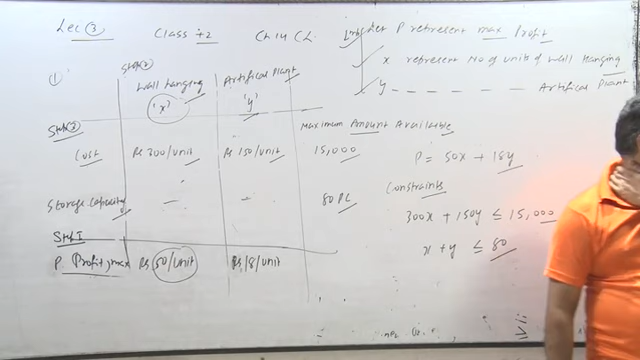 Lec ③ Class +2 Ch 14 CL
①
Step ②
Wall hanging
'x'
Artifical Plant
'y'
Step ③
Maximum Amount Available
Cost Rs 300/unit Rs 150/unit 15,000
Storage Capacity — — 80 PC
Step I
P. (Profit) max Rs 50/unit Rs 18/unit
Let P retresent max Profit
x represent No of units of Wall Hanging
y — — — — — — Artifical Plant
P = 50x + 18y
Constraints
300x + 150y ≤ 15,000
x + y ≤ 80